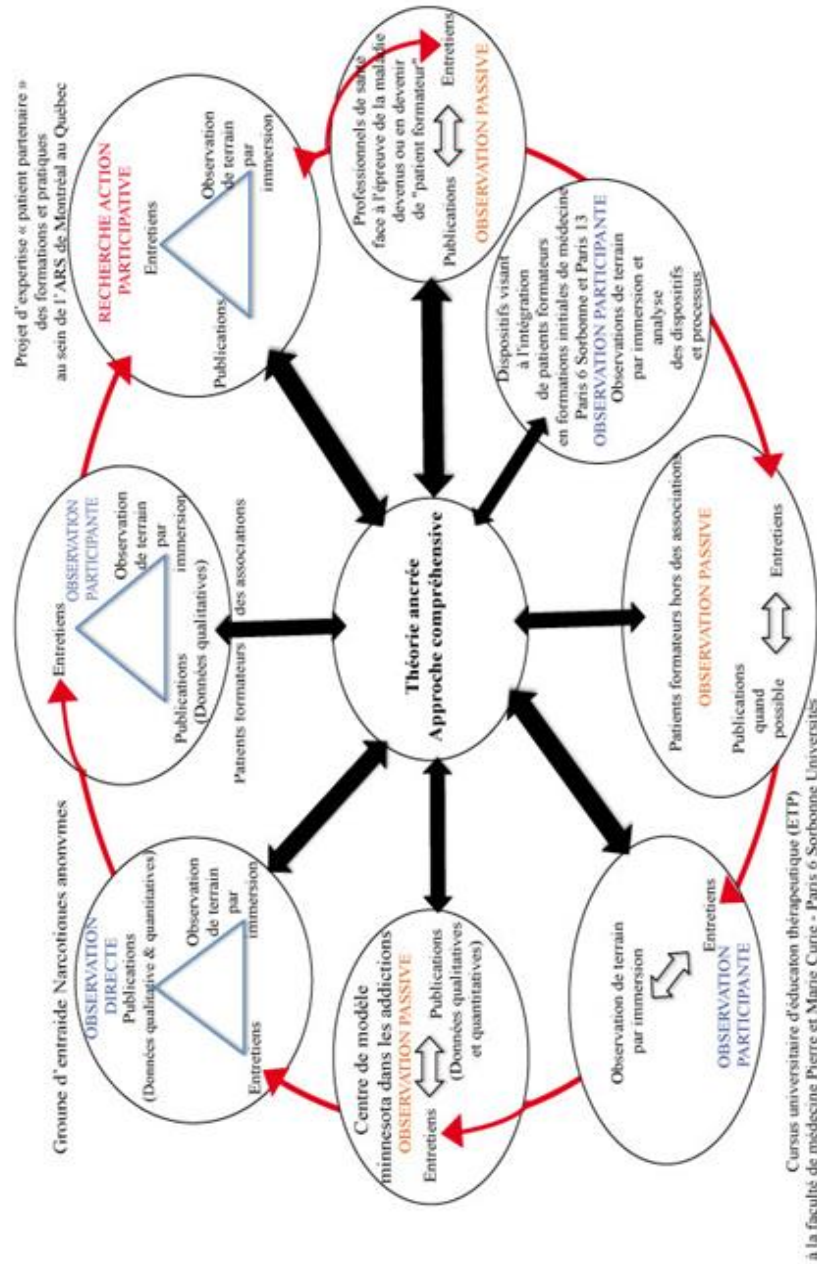 Projet d'expertise « patient partenaire »
des formations et pratiques
au sein de l'ARS de Montréal au Québec
RECHERCHE ACTION
PARTICIPATIVE
Entretiens
Publications
Observation
de terrain
par
immersion
Professionnels de santé
face à l'épreuve de la maladie
devenus ou en devenir
de "patient formateur"
Publications
Entretiens
OBSERVATION PASSIVE
Dispositifs visant
à l'intégration
de patients formateurs
en formations initiales de médecine
Paris 6 Sorbonne et Paris 13
OBSERVATION PARTICIPANTE
Observations de terrain
par immersion et
analyse
des dispositifs
et processus
Patients formateurs hors des associations
OBSERVATION PASSIVE
Publications
quand
possible
Entretiens
Observation de terrain
par immersion
Entretiens
OBSERVATION
PARTICIPANTE
Cursus universitaire d'éducation thérapeutique (ETP)
à la faculté de médecine Pierre et Marie Curie - Paris 6 Sorbonne Universités
Centre de modèle
minnesota dans les addictions
OBSERVATION PASSIVE
Entretiens
Publications
(Données qualitatives
et quantitatives)
Groupe d'entraide Narcotiques anonymes
OBSERVATION
DIRECTE
Publications
(Données qualitative & quantitatives)
Entretiens
Observation
de terrain
par
immersion
Entretiens
OBSERVATION
PARTICIPANTE
Observation
de terrain
par
immersion
Publications
(Données qualitatives)
Patients formateurs des associations
Théorie ancrée
Approche compréhensive